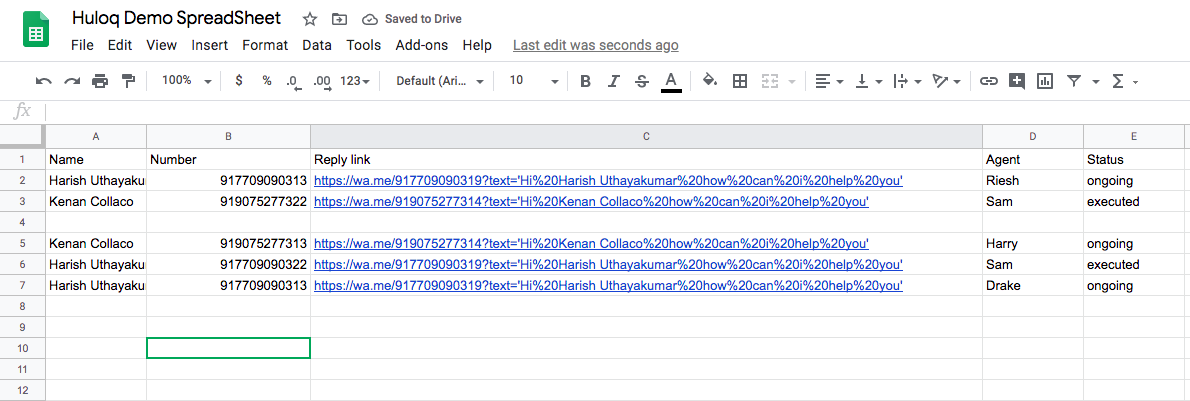 Huloq Demo SpreadSheet Saved to Drive
File Edit View Insert Format Data Tools Add-ons Help Last edit was seconds ago
100% $ % .0 .00 123 Default (Ari... 10 B I S A
fx
A B C D E
1 Name Number Reply link Agent Status
2 Harish Uthayaku 917709090313 https://wa.me/917709090319?text='Hi%20Harish Uthayakumar%20how%20can%20i%20help%20you' Riesh ongoing
3 Kenan Collaco 919075277322 https://wa.me/919075277314?text='Hi%20Kenan Collaco%20how%20can%20i%20help%20you' Sam executed
4
5 Kenan Collaco 919075277313 https://wa.me/919075277314?text='Hi%20Kenan Collaco%20how%20can%20i%20help%20you' Harry ongoing
6 Harish Uthayaku 917709090322 https://wa.me/917709090319?text='Hi%20Harish Uthayakumar%20how%20can%20i%20help%20you' Sam executed
7 Harish Uthayaku 917709090313 https://wa.me/917709090319?text='Hi%20Harish Uthayakumar%20how%20can%20i%20help%20you' Drake ongoing
8
9
10
11
12